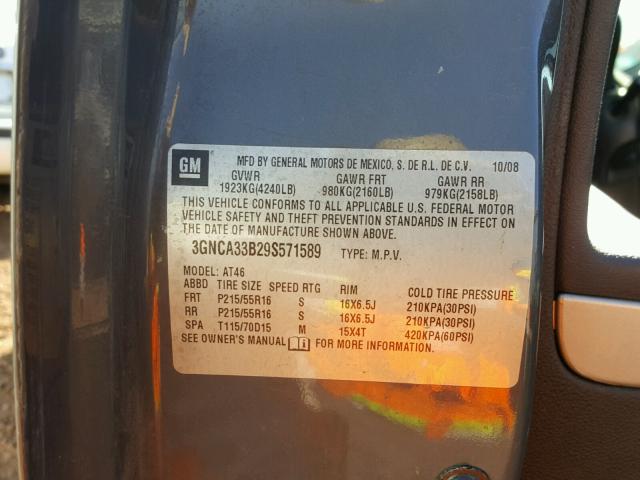 GM MFD BY GENERAL MOTORS DE MEXICO, S. DE R.L. DE C.V. 10/08
GVWR GAWR FRT GAWR RR
1923KG(4240LB) 980KG(2160LB) 979KG(2158LB)
THIS VEHICLE CONFORMS TO ALL APPLICABLE U.S. FEDERAL MOTOR
VEHICLE SAFETY AND THEFT PREVENTION STANDARDS IN EFFECT ON
THE DATE OF MANUFACTURE SHOWN ABOVE.
3GNCA33B29S571589 TYPE: M.P.V.
MODEL: AT46
ABBD TIRE SIZE SPEED RTG RIM COLD TIRE PRESSURE
FRT P215/55R16 S 16X6.5J 210KPA(30PSI)
RR P215/55R16 S 16X6.5J 210KPA(30PSI)
SPA T115/70D15 M 15X4T 420KPA(60PSI)
SEE OWNER'S MANUAL FOR MORE INFORMATION.